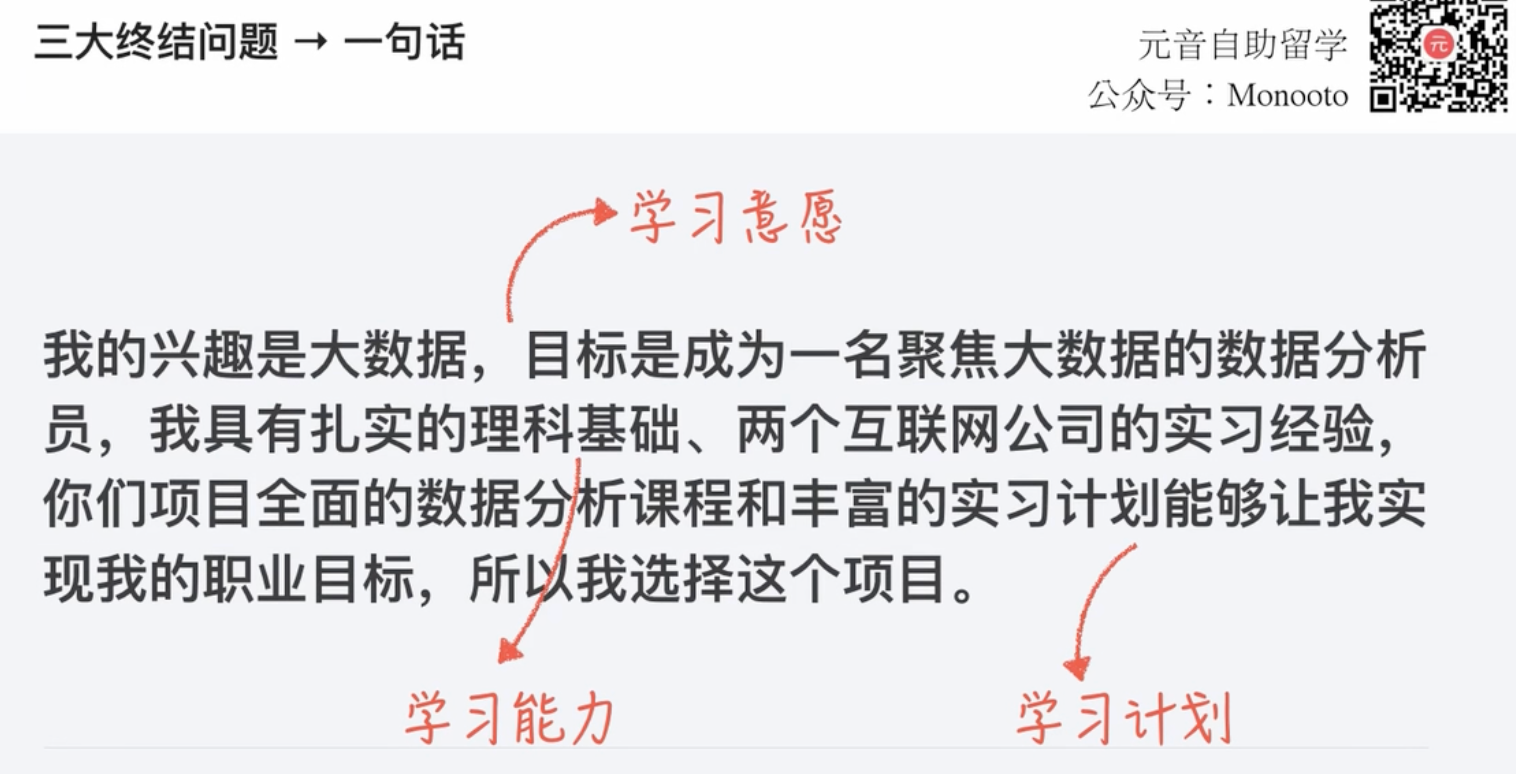 三大终结问题 → 一句话
元音自助留学
公众号：Monooto
元
学习意愿
我的兴趣是大数据，目标是成为一名聚焦大数据的数据分析
员，我具有扎实的理科基础、两个互联网公司的实习经验，
你们项目全面的数据分析课程和丰富的实习计划能够让我实
现我的职业目标，所以我选择这个项目。
学习能力
学习计划